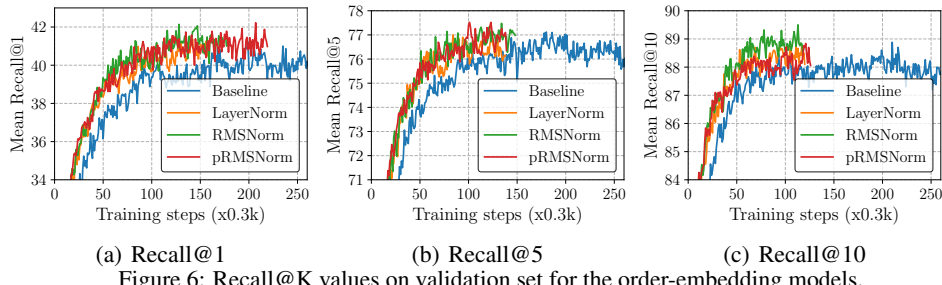 Mean Recall@1
42
40
38
36
34
Baseline
LayerNorm
RMSNorm
pRMSNorm
0 50 100 150 200 250
Training steps (x0.3k)
(a) Recall@1
Mean Recall@5
78
77
76
75
74
73
72
71
Baseline
LayerNorm
RMSNorm
pRMSNorm
0 50 100 150 200 250
Training steps (x0.3k)
(b) Recall@5
Mean Recall@10
90
89
88
87
86
85
84
Baseline
LayerNorm
RMSNorm
pRMSNorm
0 50 100 150 200 250
Training steps (x0.3k)
(c) Recall@10
Figure 6: Recall@K values on validation set for the order-embedding models.